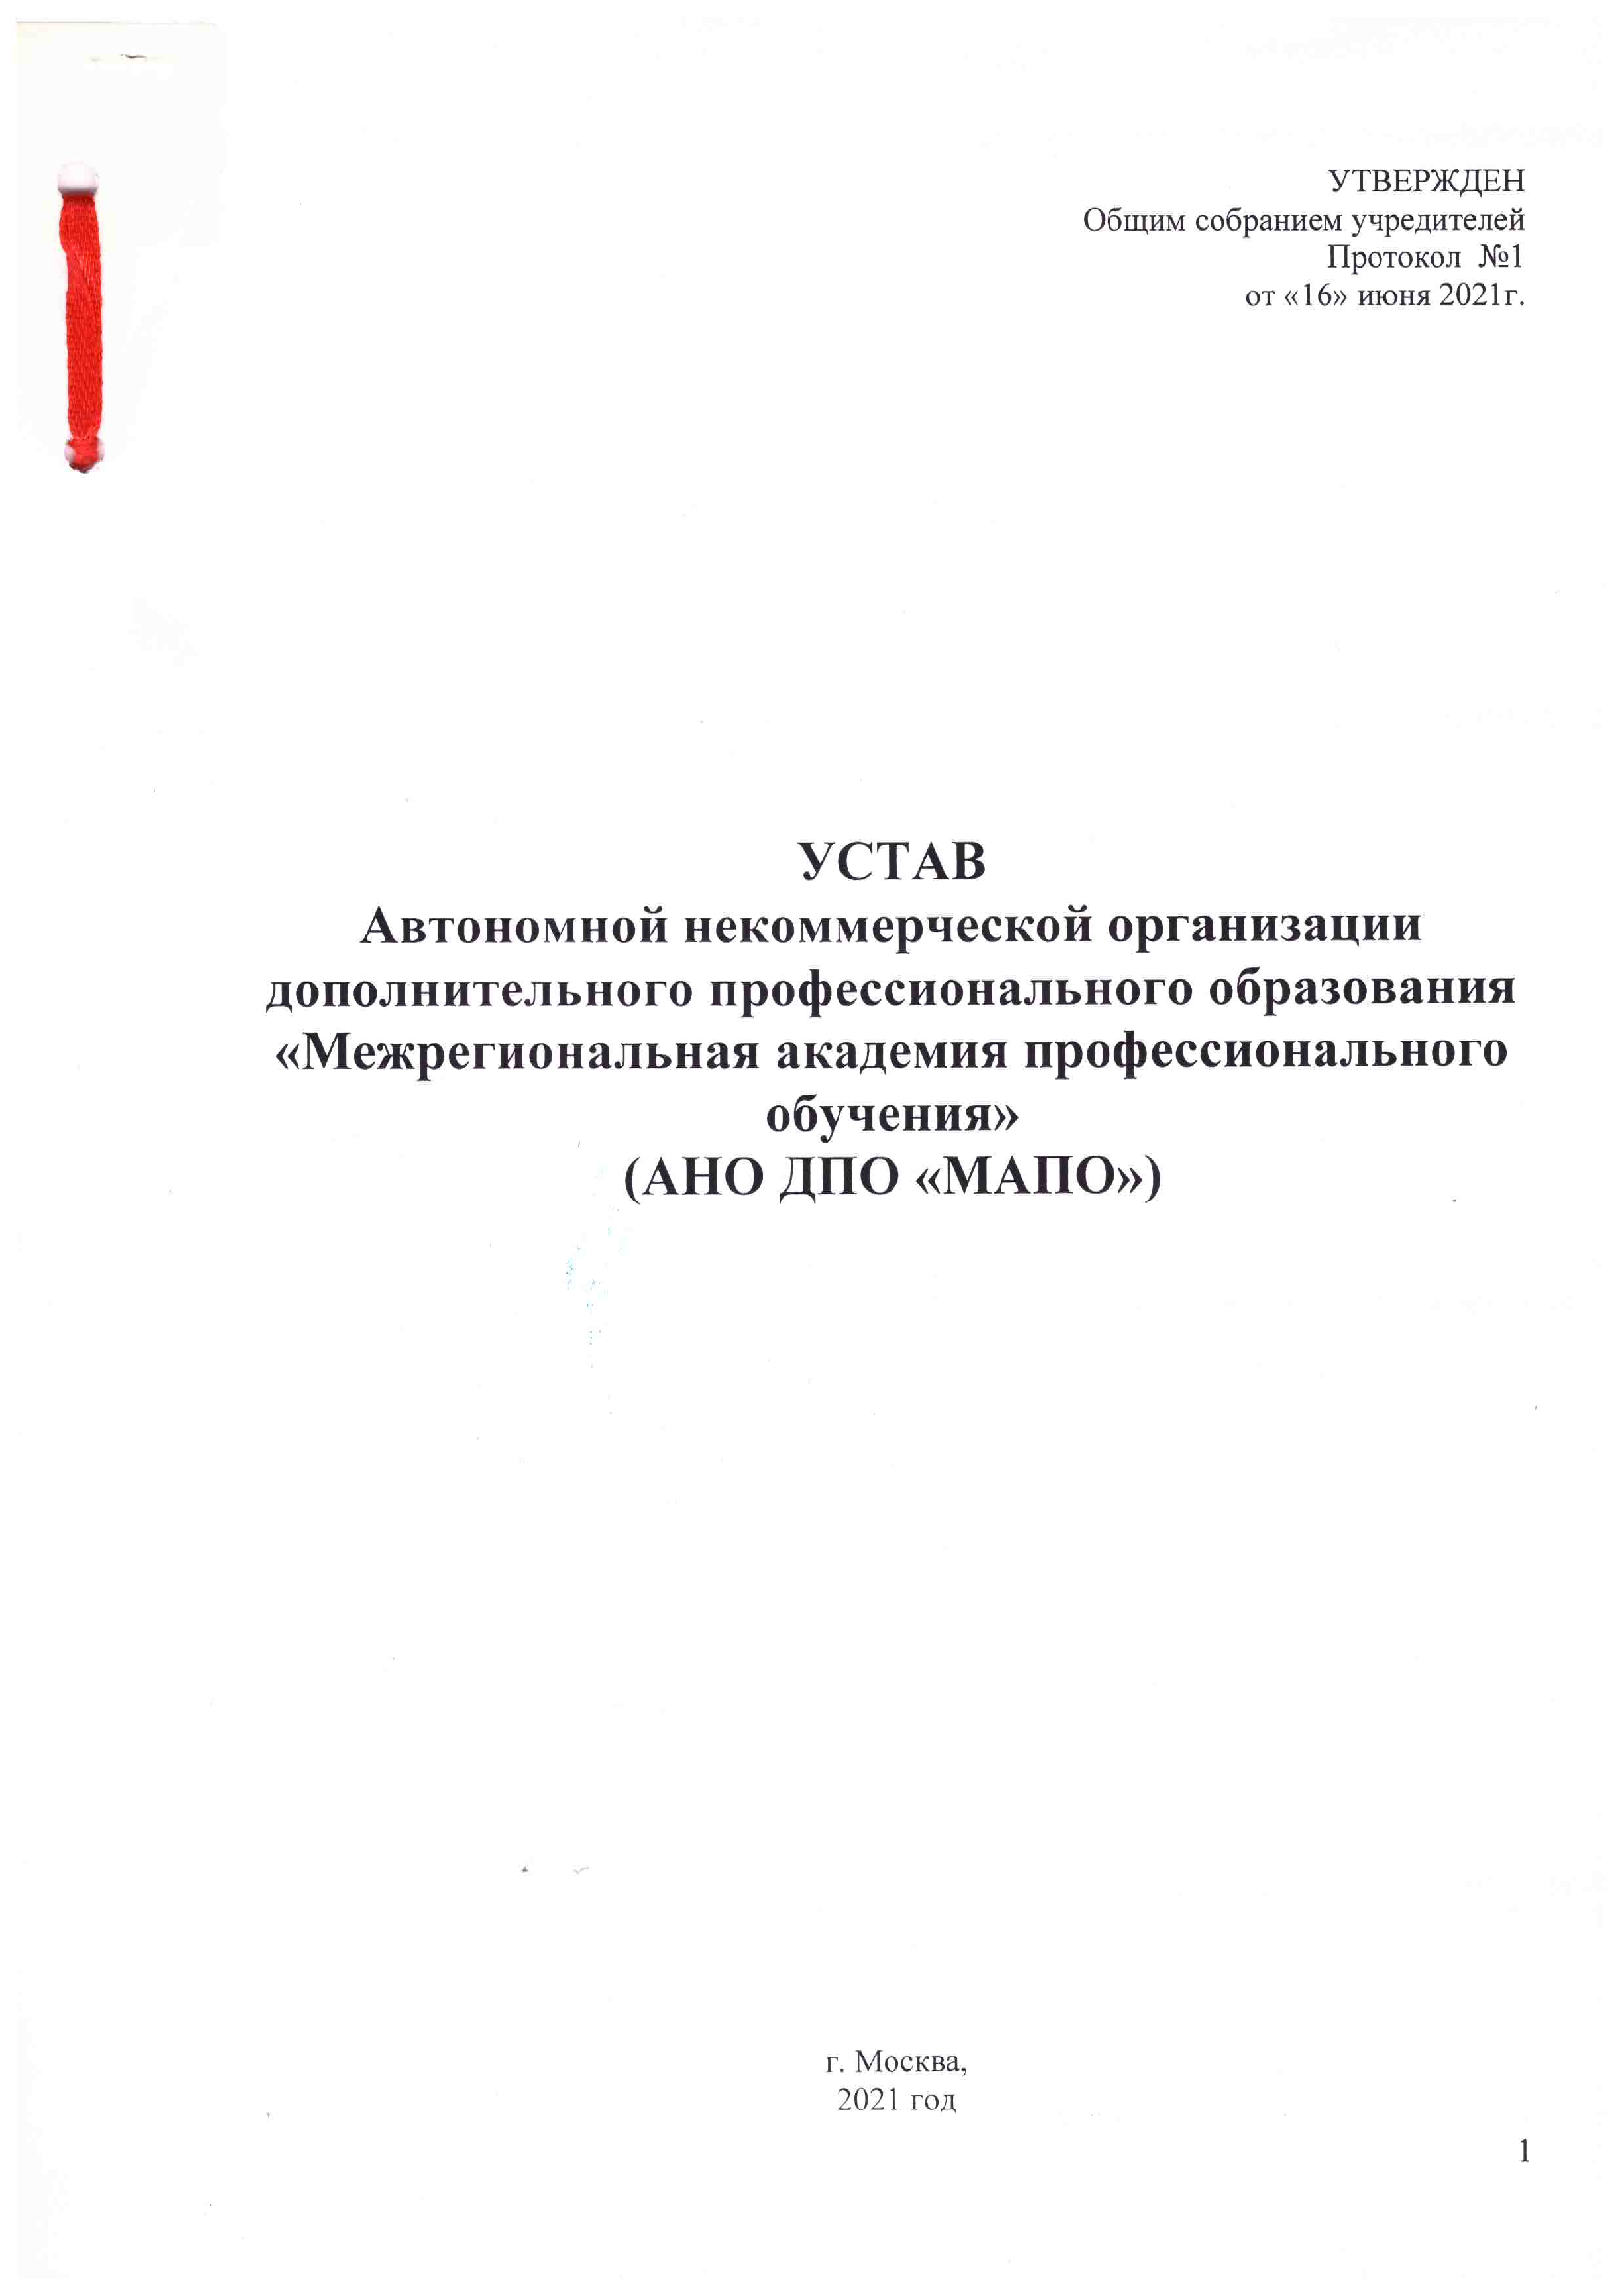 УТВЕРЖДЕН
Общим собранием учредителей
Протокол №1
от «16» июня 2021г.
УСТАВ
Автономной некоммерческой организации
дополнительного профессионального образования
«Межрегиональная академия профессионального
обучения»
(АНО ДПО «МАПО»)
г. Москва,
2021 год
1